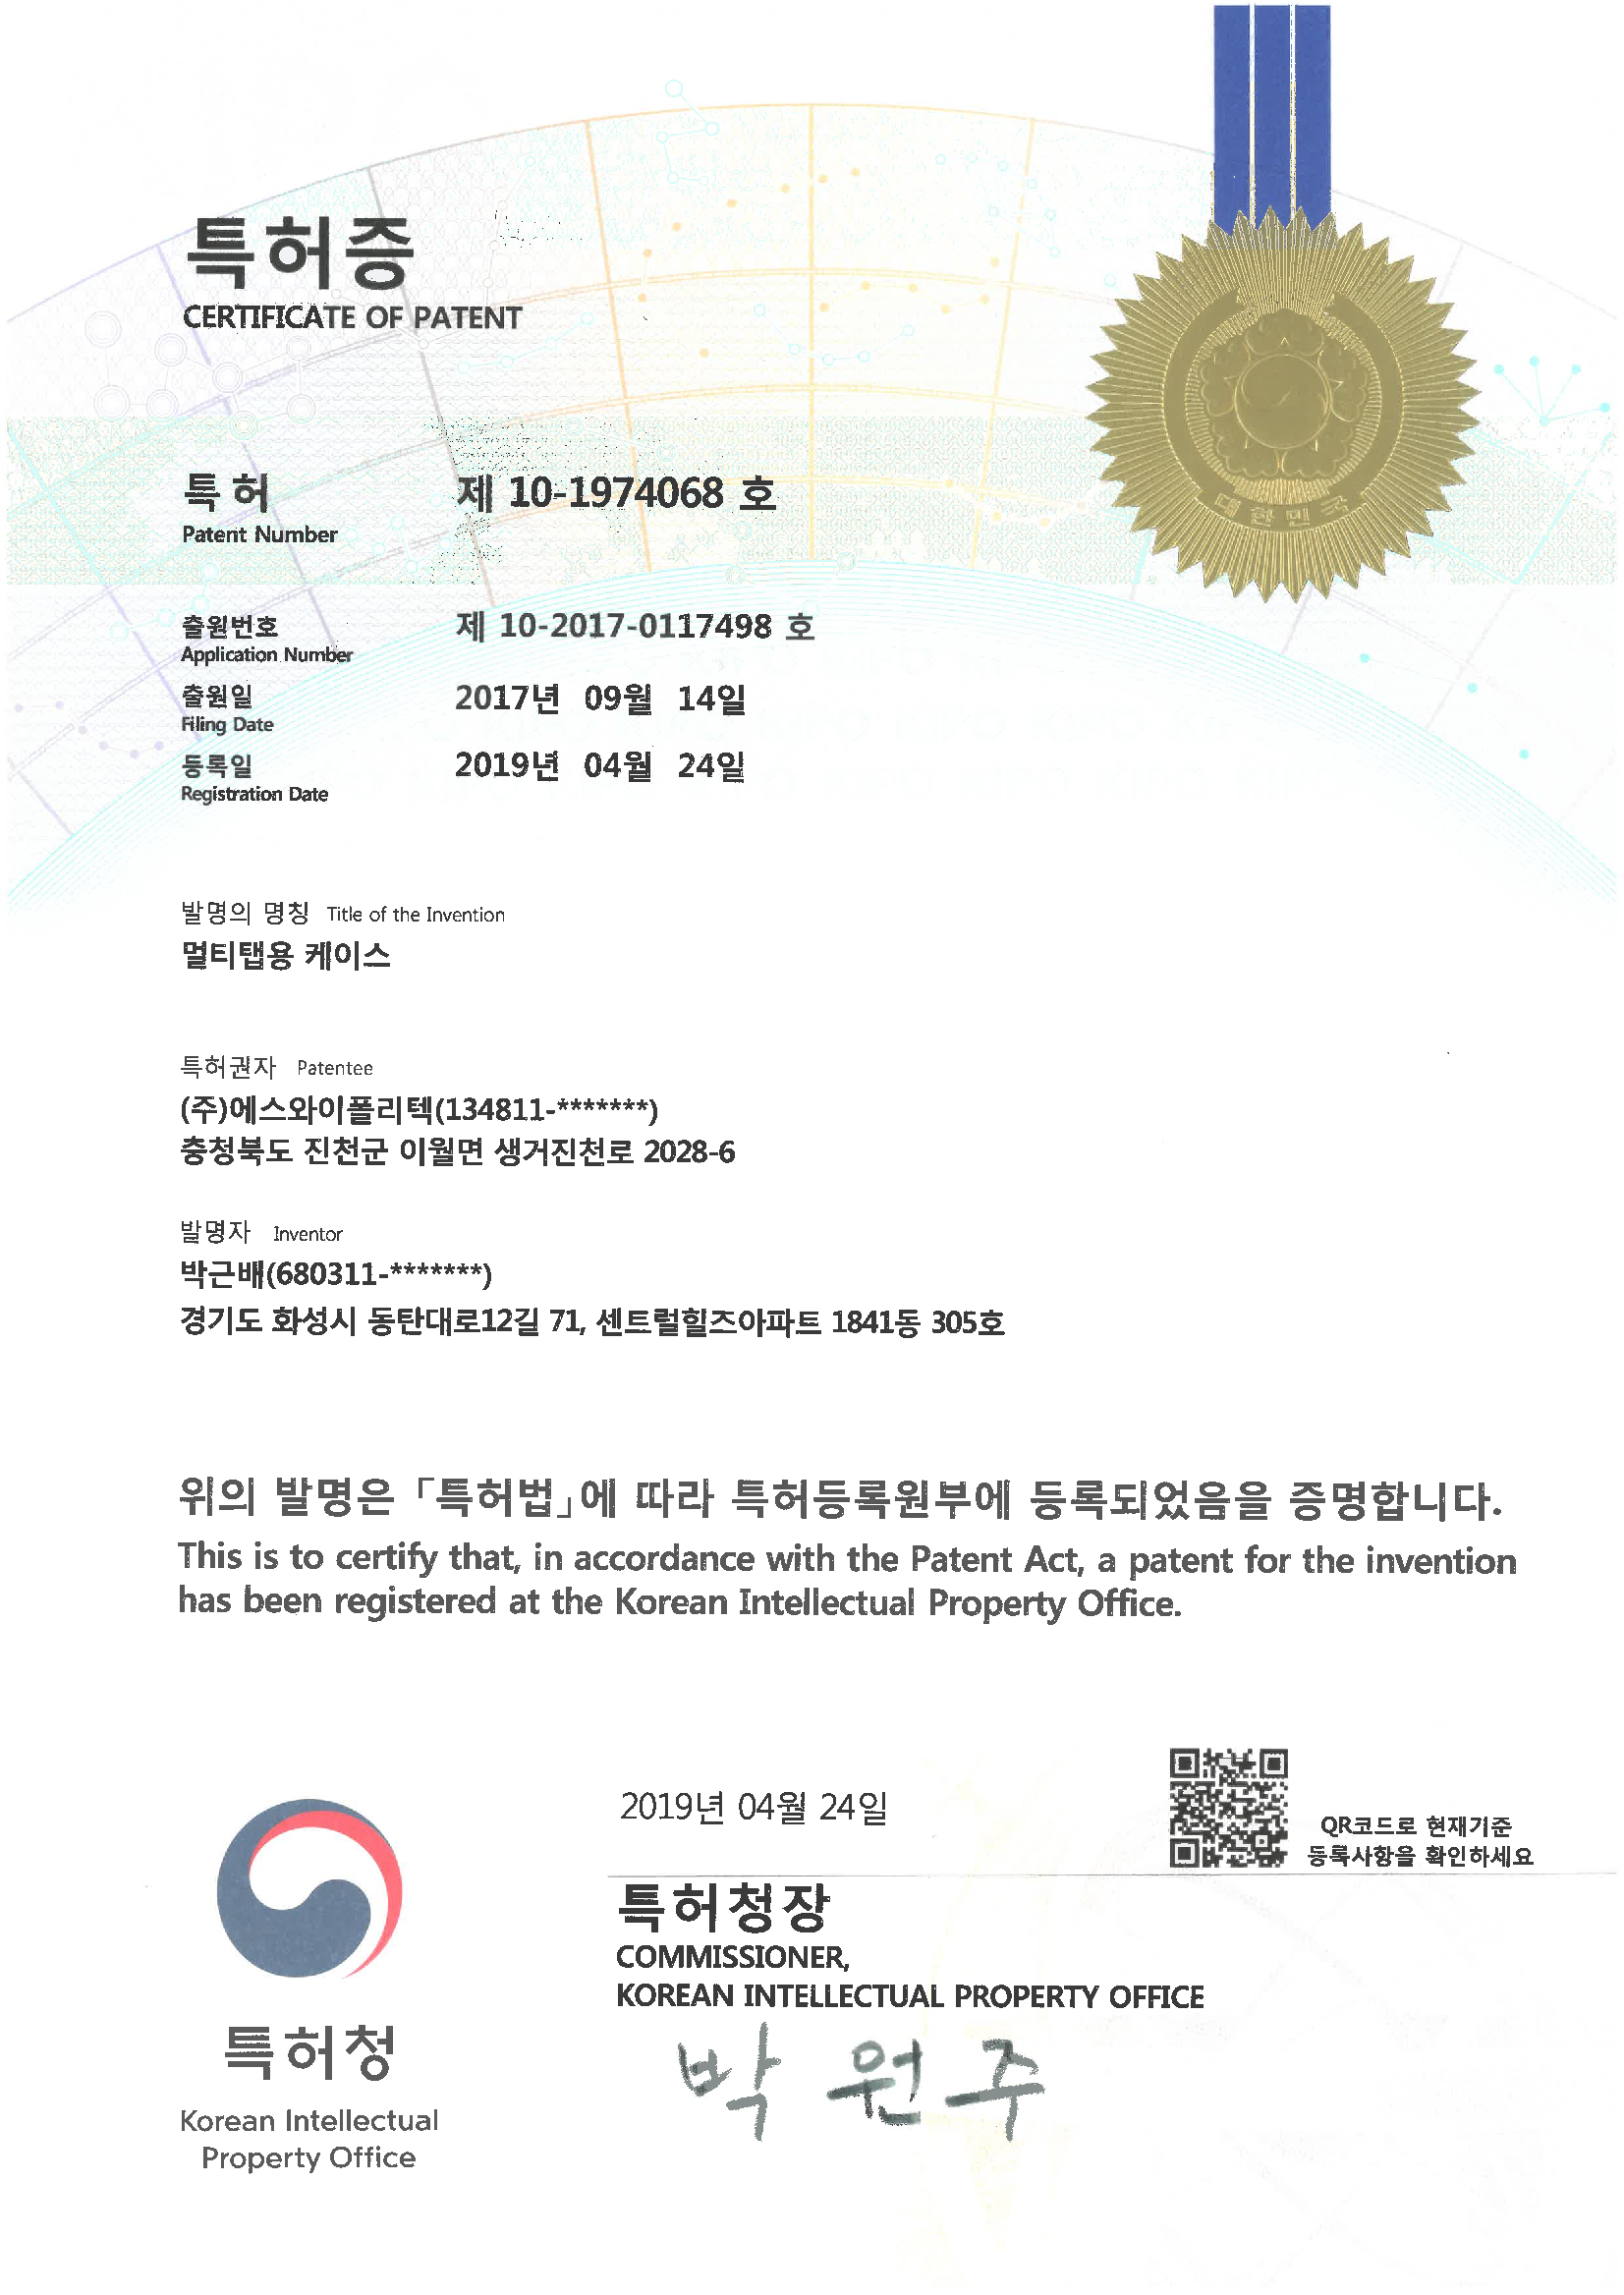 특허증
CERTIFICATE OF PATENT
대한민국
특 허
제 10-1974068 호
Patent Number
출원번호
제 10-2017-0117498 호
Application Number
출원일
2017년 09월 14일
Filing Date
등록일
2019년 04월 24일
Registration Date
발명의 명칭 Title of the Invention
멀티탭용 케이스
특허권자 Patentee
(주)에스와이폴리텍(134811-*******)
충청북도 진천군 이월면 생거진천로 2028-6
발명자 Inventor
박근배(680311-*******)
경기도 화성시 동탄대로12길 71, 센트럴힐즈아파트 1841동 305호
위의 발명은 「특허법」에 따라 특허등록원부에 등록되었음을 증명합니다.
This is to certify that, in accordance with the Patent Act, a patent for the invention
has been registered at the Korean Intellectual Property Office.
2019년 04월 24일
QR코드로 현재기준
등록사항을 확인하세요
특허청장
COMMISSIONER,
KOREAN INTELLECTUAL PROPERTY OFFICE
박원주
특허청
Korean Intellectual
Property Office